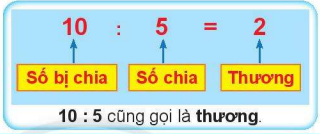 10 : 5 = 2
Số bị chia Số chia Thương
10 : 5 cũng gọi là thương.